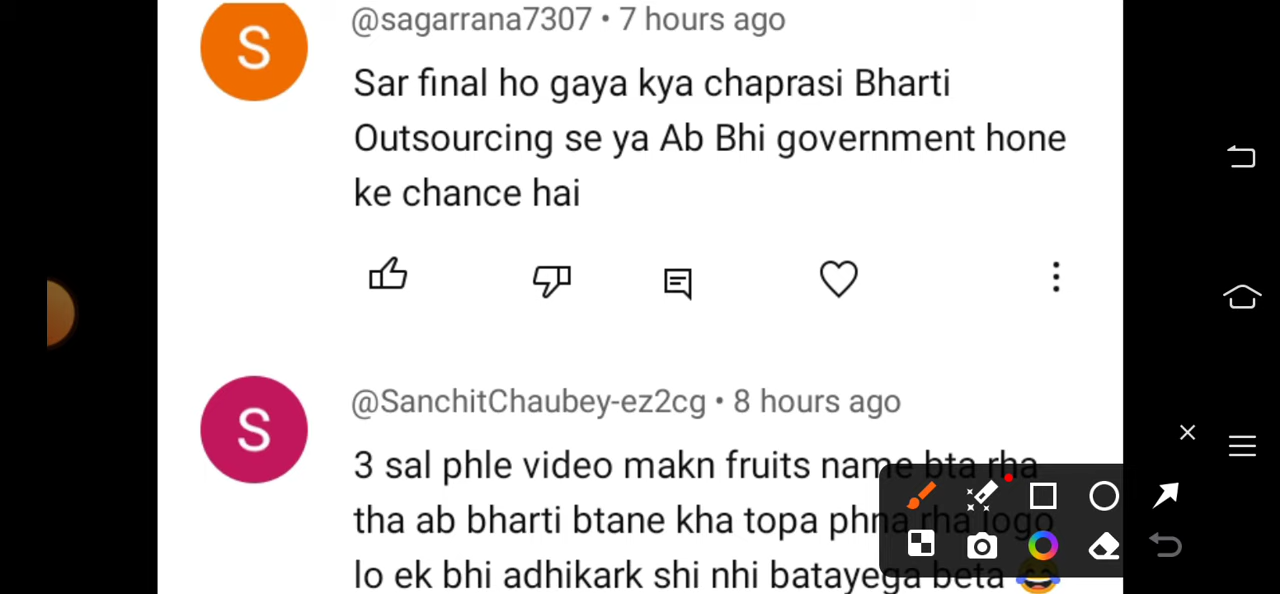 S
@sagarrana7307 • 7 hours ago
Sar final ho gaya kya chaprasi Bharti
Outsourcing se ya Ab Bhi government hone
ke chance hai
S
@SanchitChaubey-ez2cg • 8 hours ago
3 sal phle video makn fruits name bta rha
tha ab bharti btane kha topa phna rha logo
lo ek bhi adhikark shi nhi batayega beta 😂